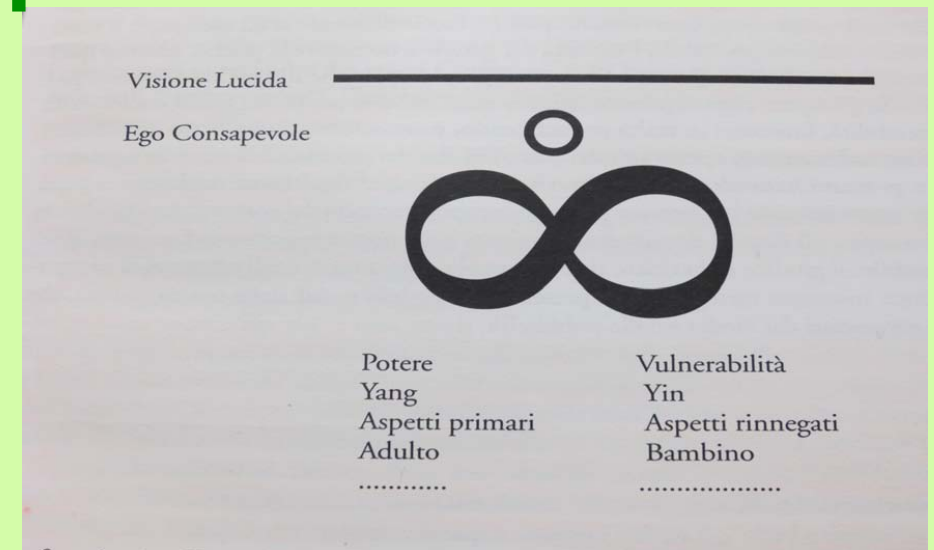 Visione Lucida
Ego Consapevole
Potere Vulnerabilità
Yang Yin
Aspetti primari Aspetti rinnegati
Adulto Bambino
............ ...................